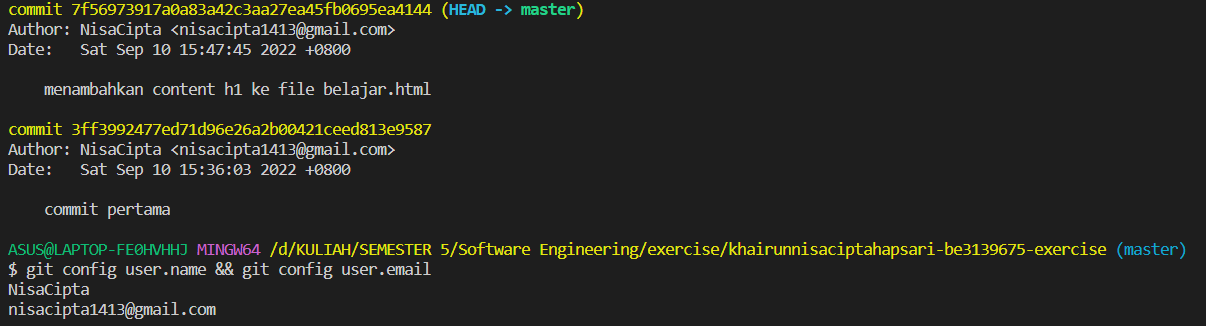 commit 7f56973917a0a83a42c3aa27ea45fb0695ea4144 (HEAD -> master)
Author: NisaCipta <nisacipta1413@gmail.com>
Date:   Sat Sep 10 15:47:45 2022 +0800
menambahkan content h1 ke file belajar.html
commit 3ff3992477ed71d96e26a2b00421ceed813e9587
Author: NisaCipta <nisacipta1413@gmail.com>
Date:   Sat Sep 10 15:36:03 2022 +0800
commit pertama
ASUS@LAPTOP-FE0HVHHJ MINGW64 /d/KULIAH/SEMESTER 5/Software Engineering/exercise/khairunnisaciptahapsari-be3139675-exercise (master)
$ git config user.name && git config user.email
NisaCipta
nisacipta1413@gmail.com